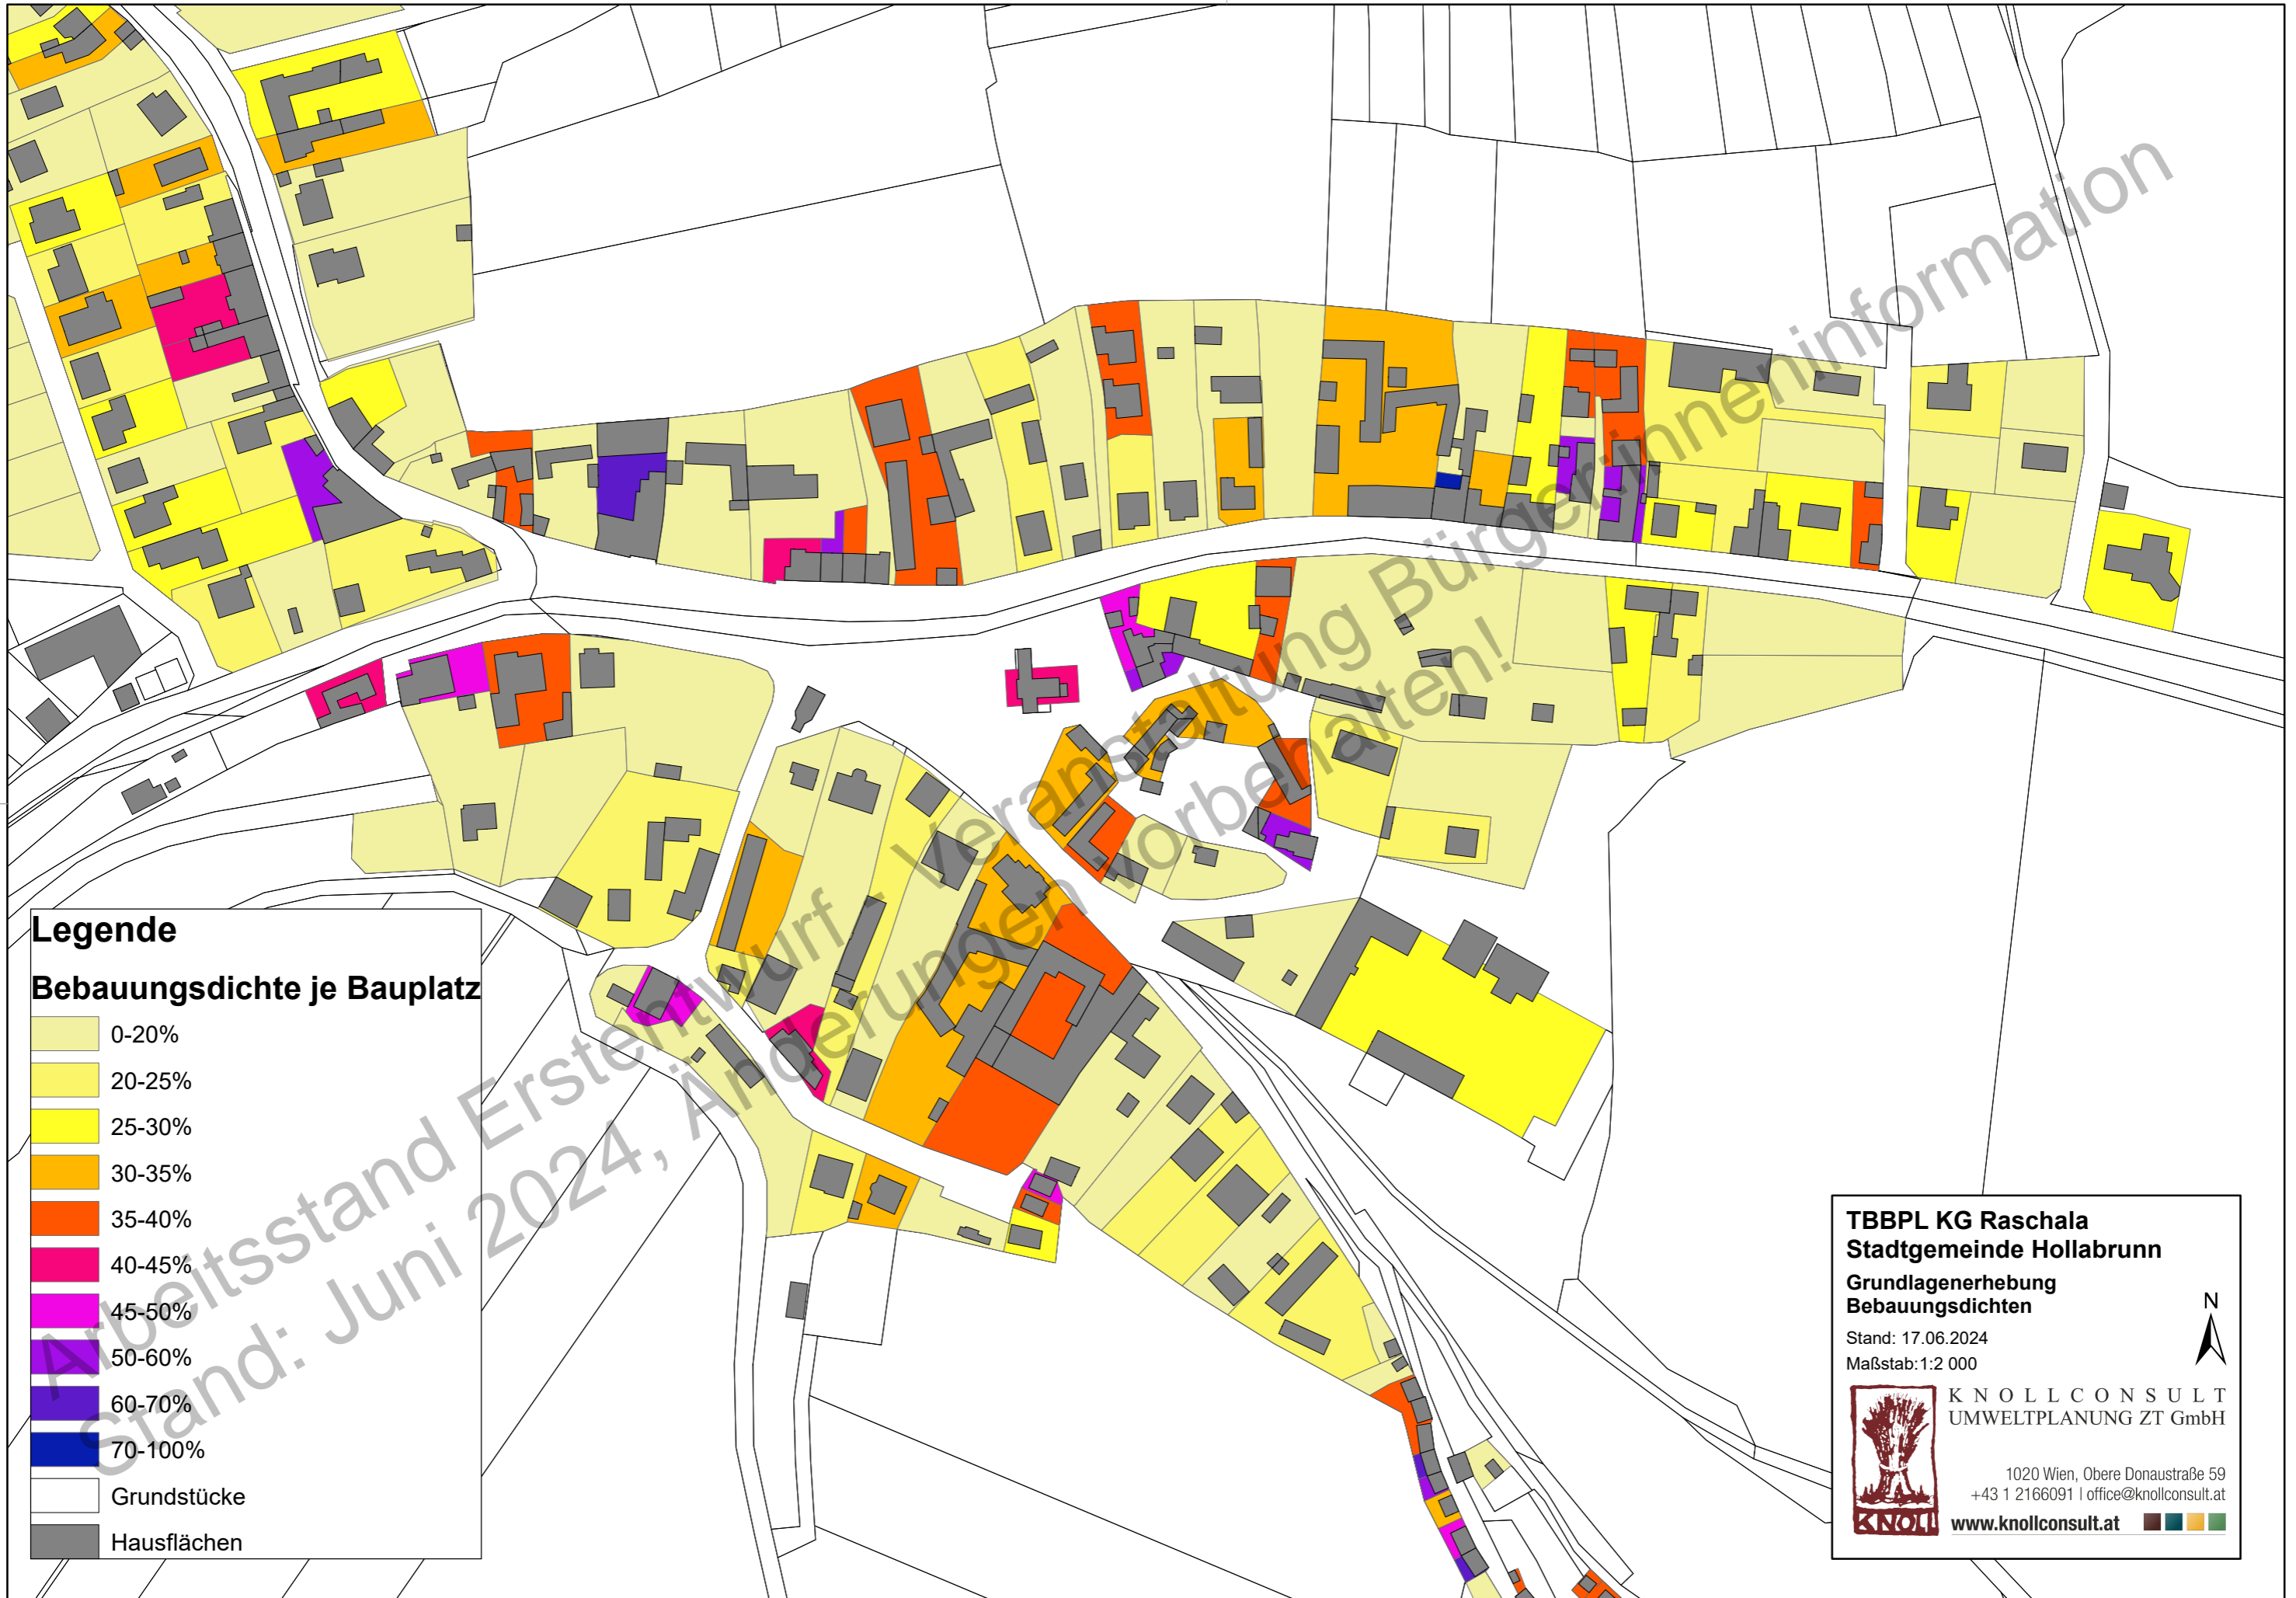 Legende
Bebauungsdichte je Bauplatz
0-20%
20-25%
25-30%
30-35%
35-40%
40-45%
45-50%
50-60%
60-70%
70-100%
Grundstücke
Hausflächen
Arbeitsstand Erstentwurf - Veranstaltung Bürger:inneninformation
Stand: Juni 2024, Änderungen vorbehalten!
TBBPL KG Raschala
Stadtgemeinde Hollabrunn
Grundlagenerhebung
Bebauungsdichten
Stand: 17.06.2024
Maßstab:1:2 000
N
KNOLLCONSULT
UMWELTPLANUNG ZT GmbH
1020 Wien, Obere Donaustraße 59
+43 1 2166091 | office@knollconsult.at
www.knollconsult.at
KNOLL